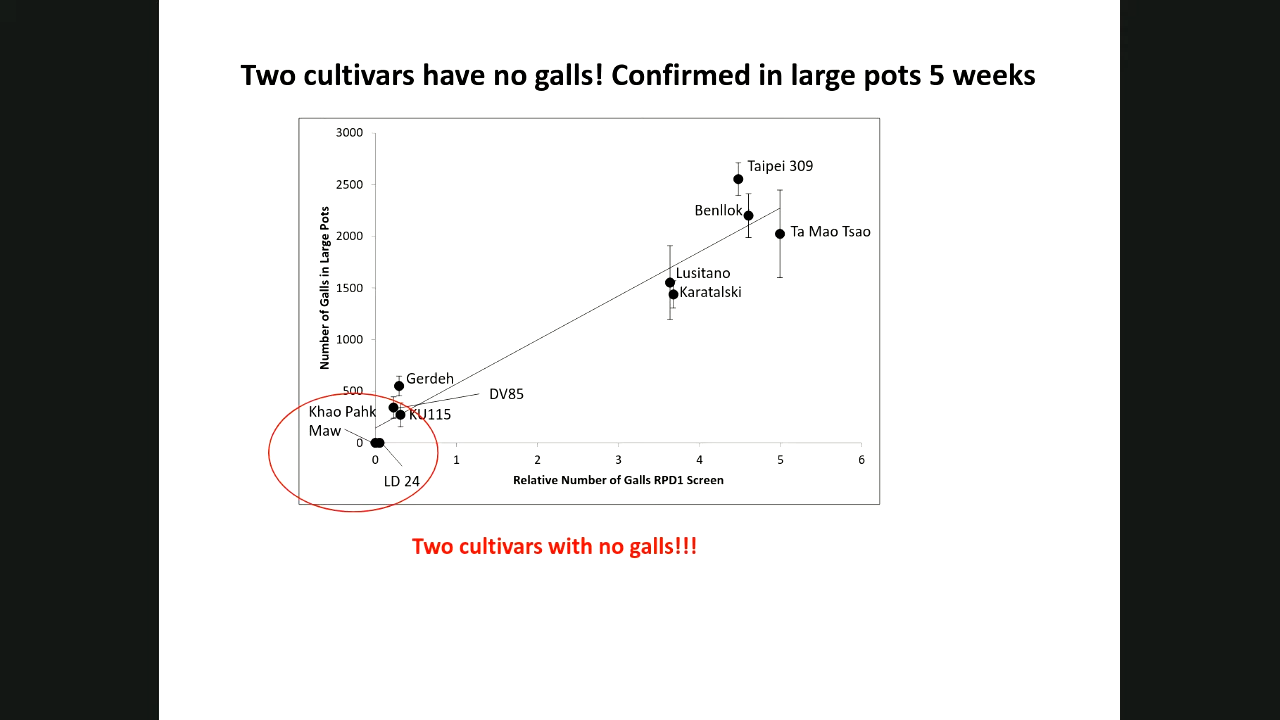 Two cultivars have no galls! Confirmed in large pots 5 weeks
3000
2500
2000
1500
1000
500
0
Number of Galls in Large Pots
Taipei 309
Benllok
Ta Mao Tsao
Lusitano
Karatalski
Gerdeh
DV85
KU115
Khao Pahk
Maw
LD 24
0 1 2 3 4 5 6
Relative Number of Galls RPD1 Screen
Two cultivars with no galls!!!